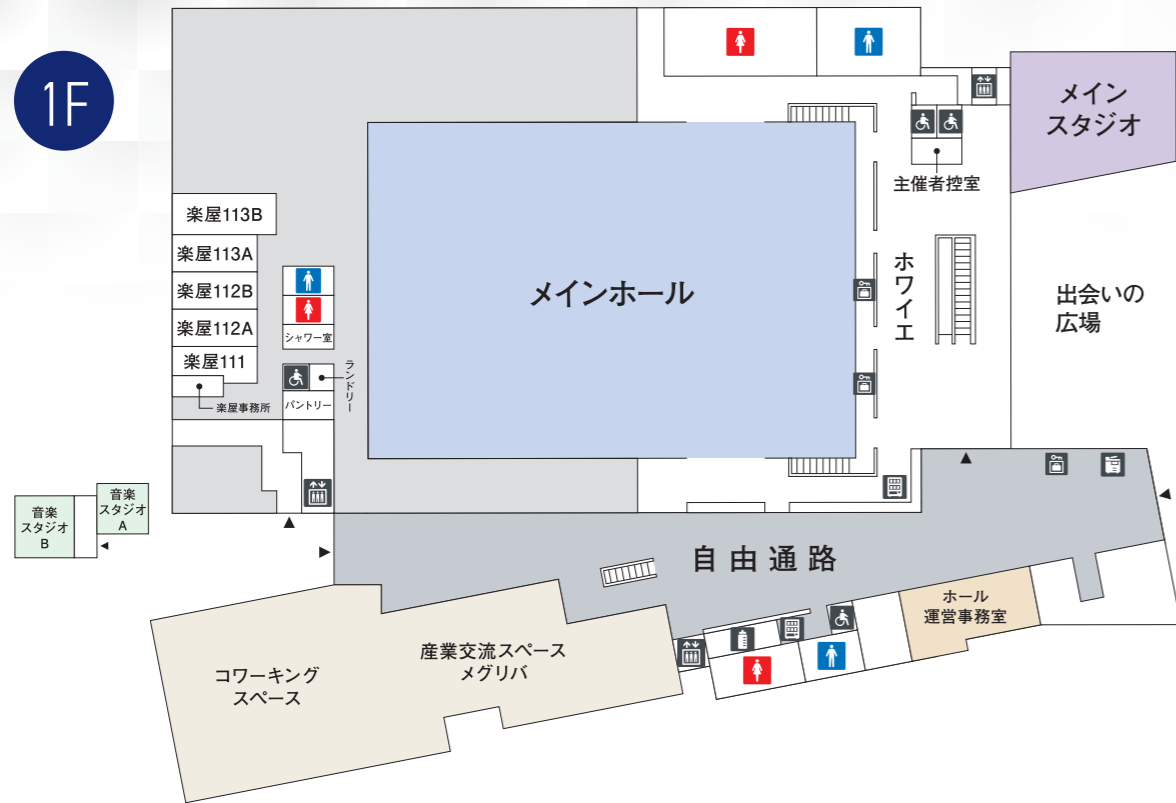 1F
メイン
スタジオ
主催者控室
楽屋113B
楽屋113A
楽屋112B
楽屋112A
楽屋111
楽屋事務所
シャワー室
ランドリー
パントリー
メインホール
ホワイエ
出会いの
広場
音楽
スタジオ
A
音楽
スタジオ
B
自由通路
ホール
運営事務室
産業交流スペース
メグリバ
コワーキング
スペース